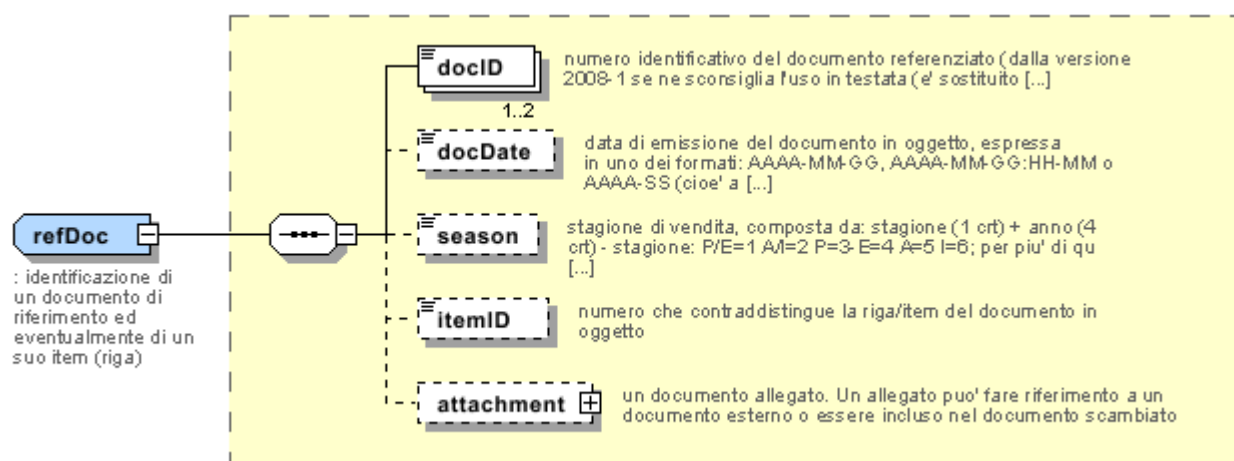 docID
numero identificativo del documento referenziato (dalla versione
2008-1 se ne sconsiglia l'uso in testata (e' sostituito [...]
1..2
docDate
data di emissione del documento in oggetto, espressa
in uno dei formati: AAAA-MM-GG, AAAA-MM-GG:HH-MM o
AAAA-SS (cioe' a [...]
refDoc
: identificazione di
un documento di
riferimento ed
eventualmente di un
suo item (riga)
season
stagione di vendita, composta da: stagione (1 crt) + anno (4
crt) - stagione: P/E=1 A/I=2 P=3- E=4 A=5 I=6; per piu' di qu
[...]
itemID
numero che contraddistingue la riga/item del documento in
oggetto
attachment
un documento allegato. Un allegato puo' fare riferimento a un
documento esterno o essere incluso nel documento scambiato